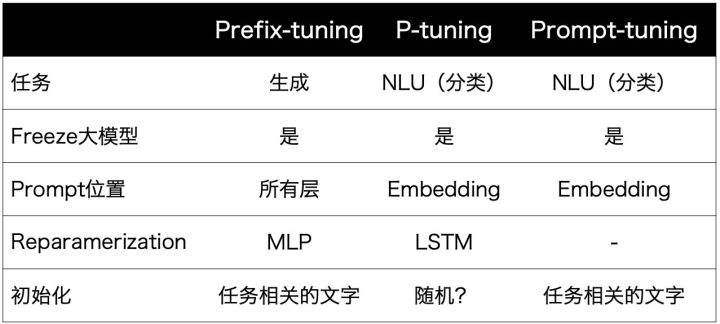 Prefix-tuning P-tuning Prompt-tuning
任务 生成 NLU（分类） NLU（分类）
Freeze大模型 是 是 是
Prompt位置 所有层 Embedding Embedding
Reparamerization MLP LSTM -
初始化 任务相关的文字 随机？ 任务相关的文字